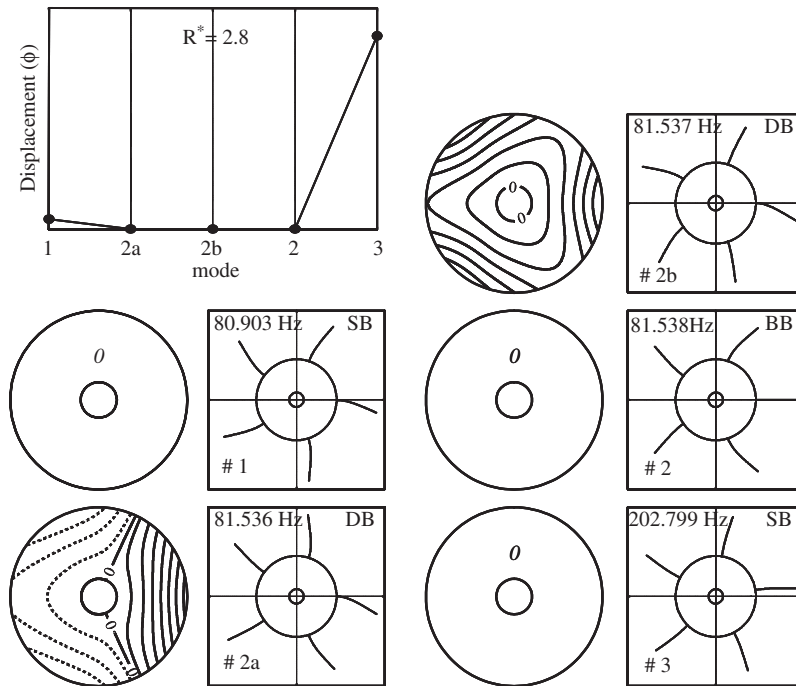 R* = 2.8
Displacement (ϕ)
1 2a 2b 2 3
mode
81.537 Hz DB
0
0
# 2b
80.903 Hz SB
0
# 1
81.538Hz BB
0
# 2
81.536 Hz DB
0
0
0
0
# 2a
202.799 Hz SB
0
# 3